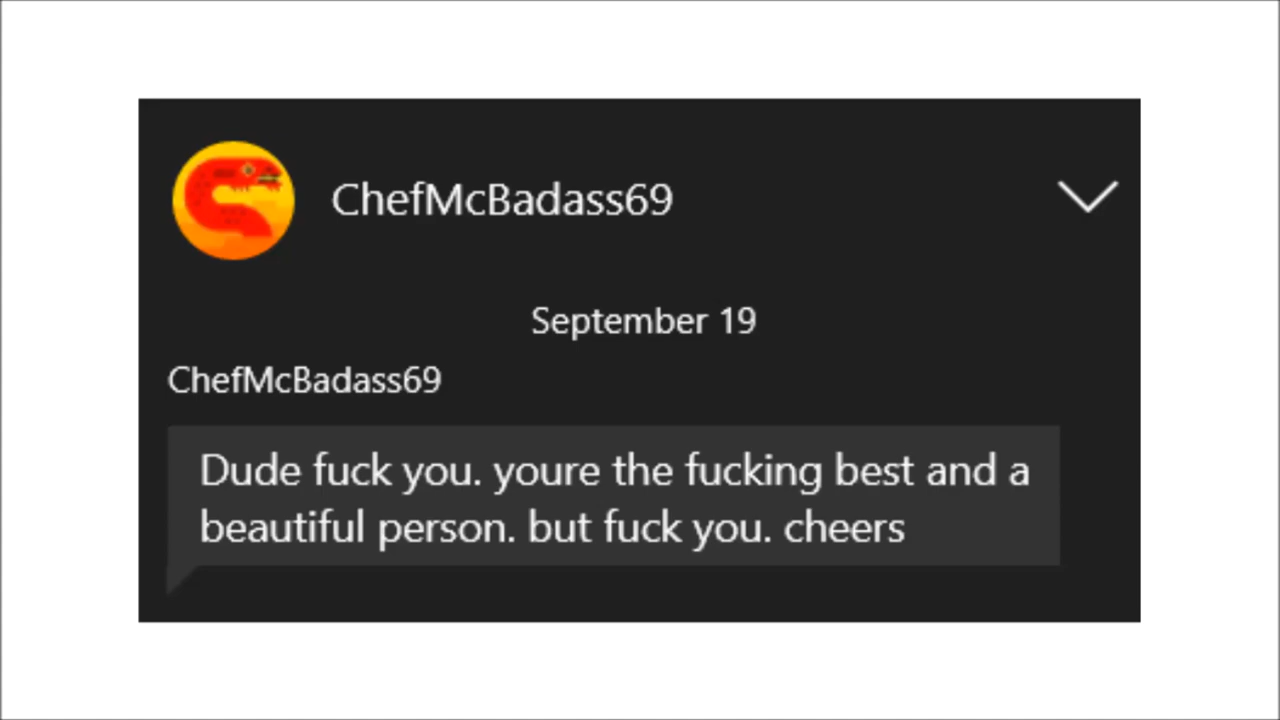 ChefMcBadass69
September 19
ChefMcBadass69
Dude fuck you. youre the fucking best and a
beautiful person. but fuck you. cheers